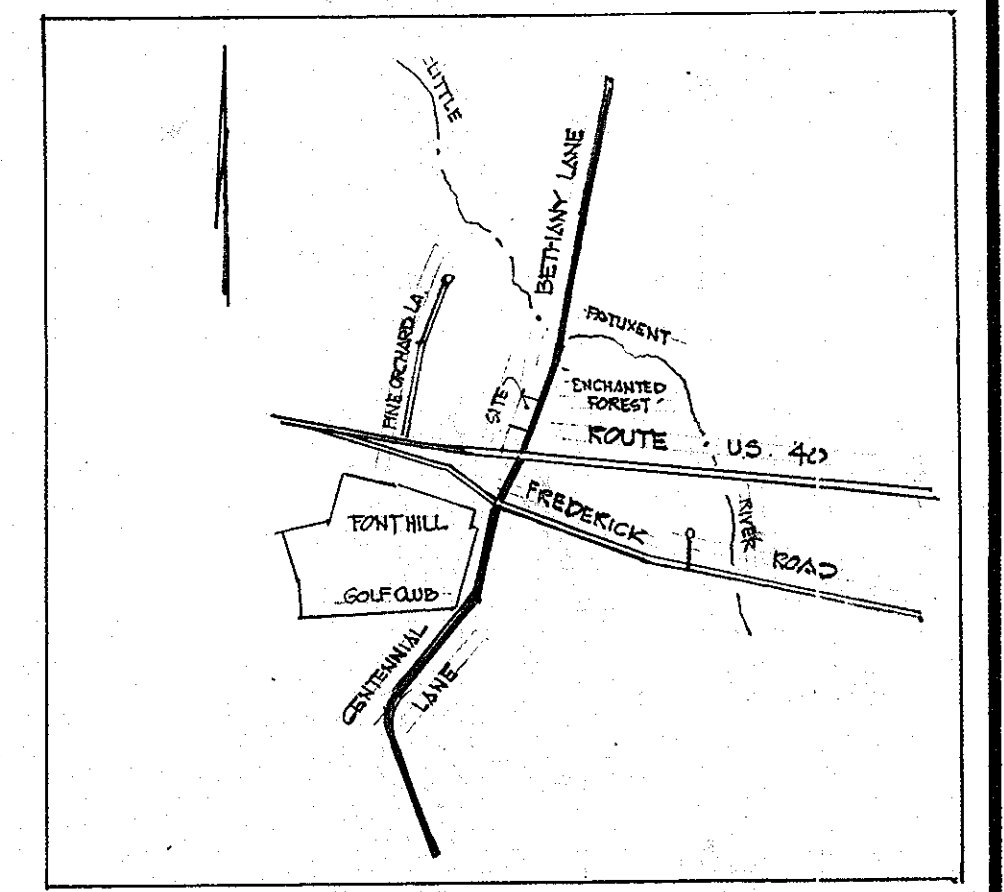 LITTLE
BETHANY LANE
PATUXENT
PINE ORCHARD LA.
SITE
ENCHANTED
FOREST
ROUTE U.S. 40
FREDERICK ROAD
RIVER
FONTHILL
GOLF CLUB
CENTENNIAL
LANE